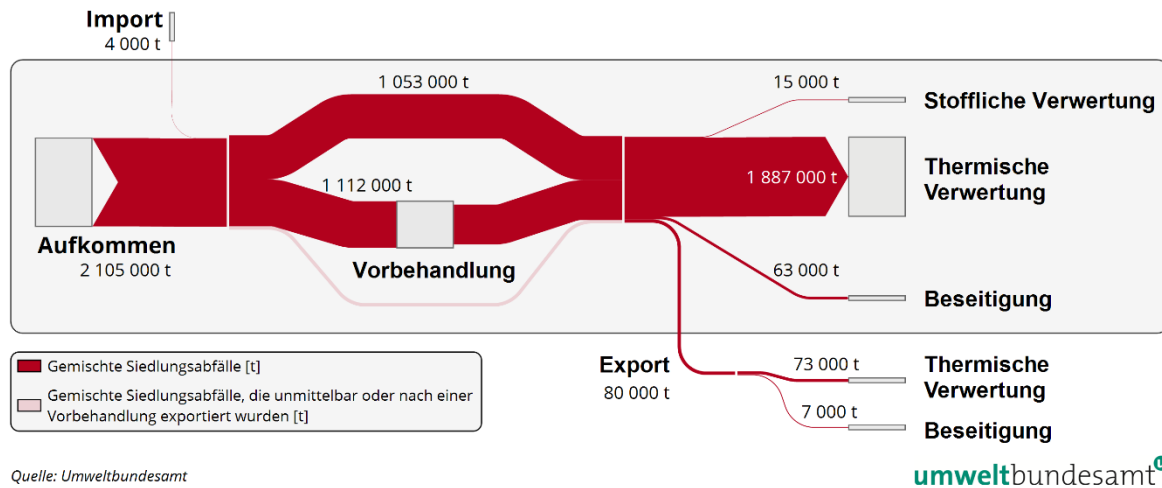 Import
4 000 t
1 053 000 t
15 000 t
Stoffliche Verwertung
1 887 000 t
Thermische
Verwertung
1 112 000 t
Aufkommen
2 105 000 t
Vorbehandlung
63 000 t
Beseitigung
Gemischte Siedlungsabfälle [t]
Gemischte Siedlungsabfälle, die unmittelbar oder nach einer
Vorbehandlung exportiert wurden [t]
Export
80 000 t
73 000 t
Thermische
Verwertung
7 000 t
Beseitigung
Quelle: Umweltbundesamt
umweltbundesamt